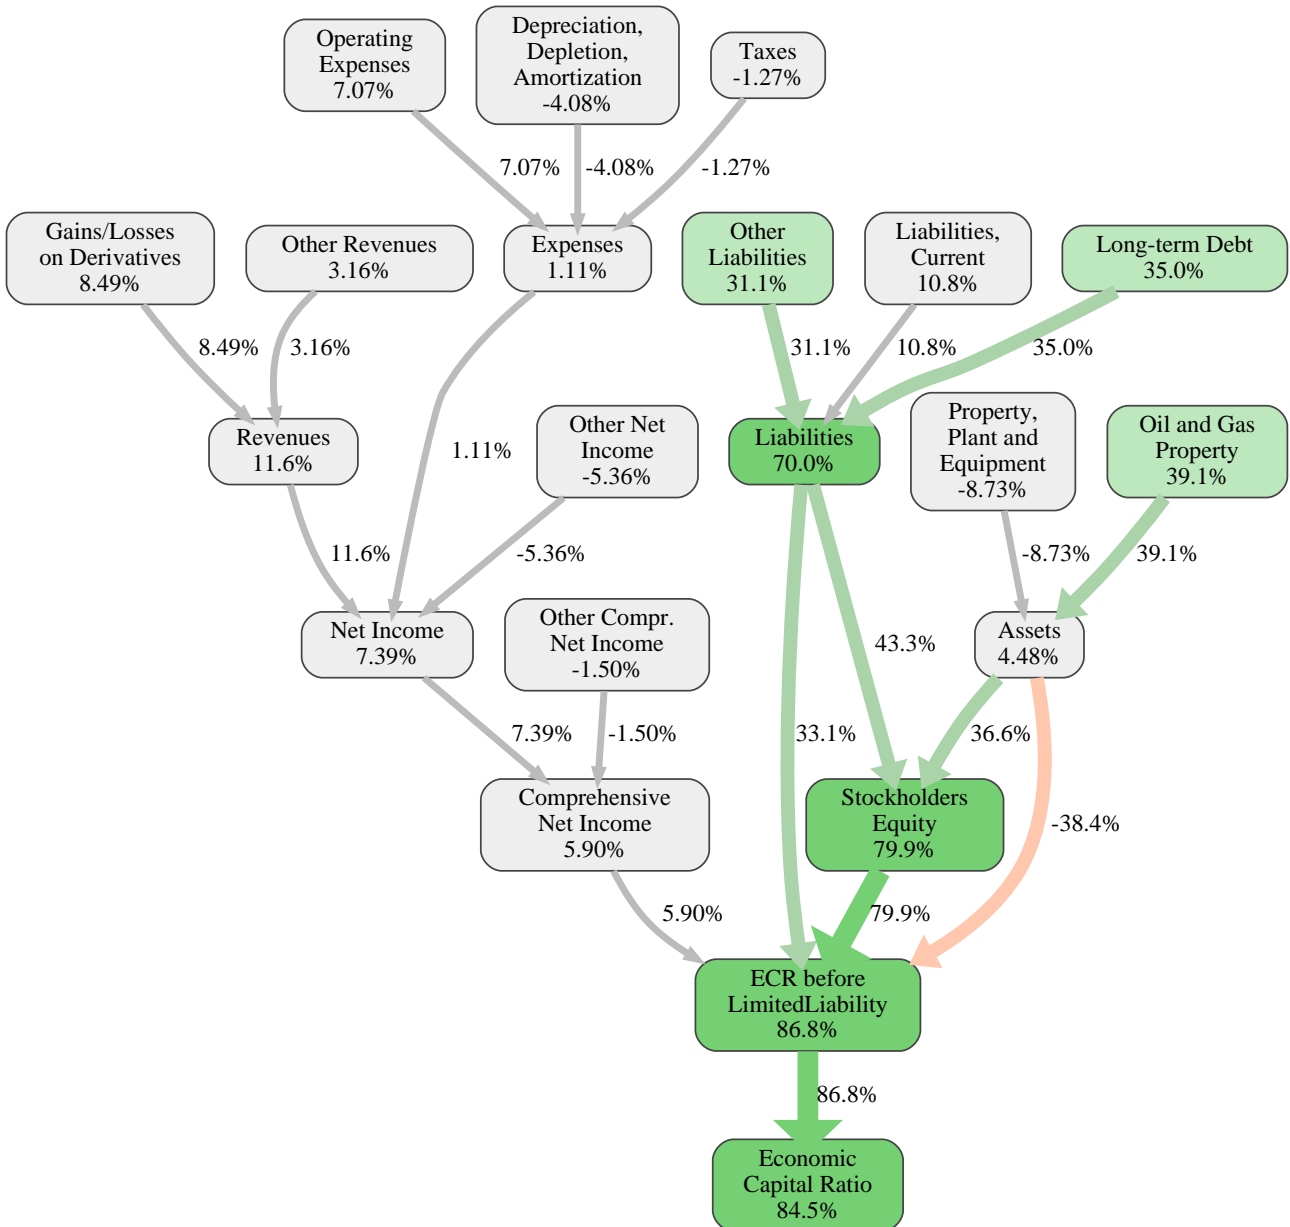 Operating
Expenses
7.07%
Depreciation,
Depletion,
Amortization
-4.08%
Taxes
-1.27%
7.07%
-4.08%
-1.27%
Gains/Losses
on Derivatives
8.49%
Other Revenues
3.16%
Expenses
1.11%
Other
Liabilities
31.1%
Liabilities,
Current
10.8%
Long-term Debt
35.0%
8.49%
3.16%
31.1%
10.8%
35.0%
Revenues
11.6%
1.11%
Other Net
Income
-5.36%
Liabilities
70.0%
Property,
Plant and
Equipment
-8.73%
Oil and Gas
Property
39.1%
11.6%
-5.36%
-8.73%
39.1%
Net Income
7.39%
Other Compr.
Net Income
-1.50%
43.3%
Assets
4.48%
7.39%
-1.50%
33.1%
36.6%
Comprehensive
Net Income
5.90%
Stockholders
Equity
79.9%
-38.4%
5.90%
79.9%
ECR before
LimitedLiability
86.8%
86.8%
Economic
Capital Ratio
84.5%